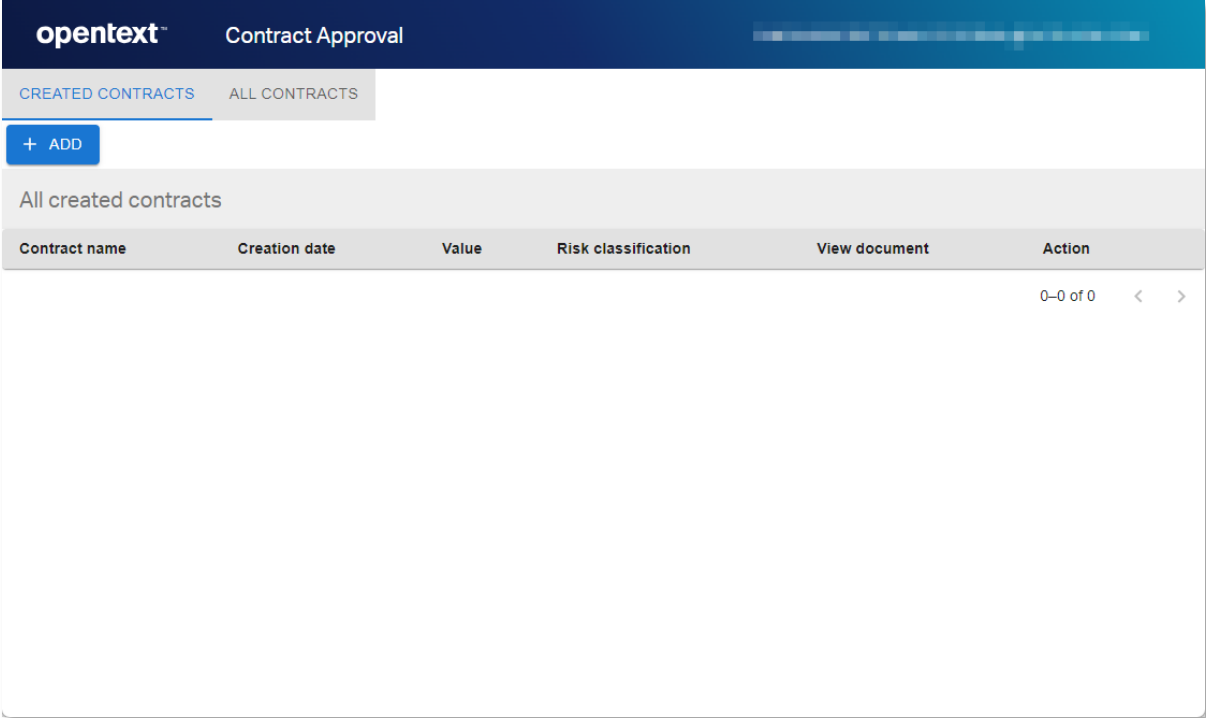 opentext™ Contract Approval
CREATED CONTRACTS ALL CONTRACTS
+ ADD
All created contracts
Contract name Creation date Value Risk classification View document Action
0–0 of 0